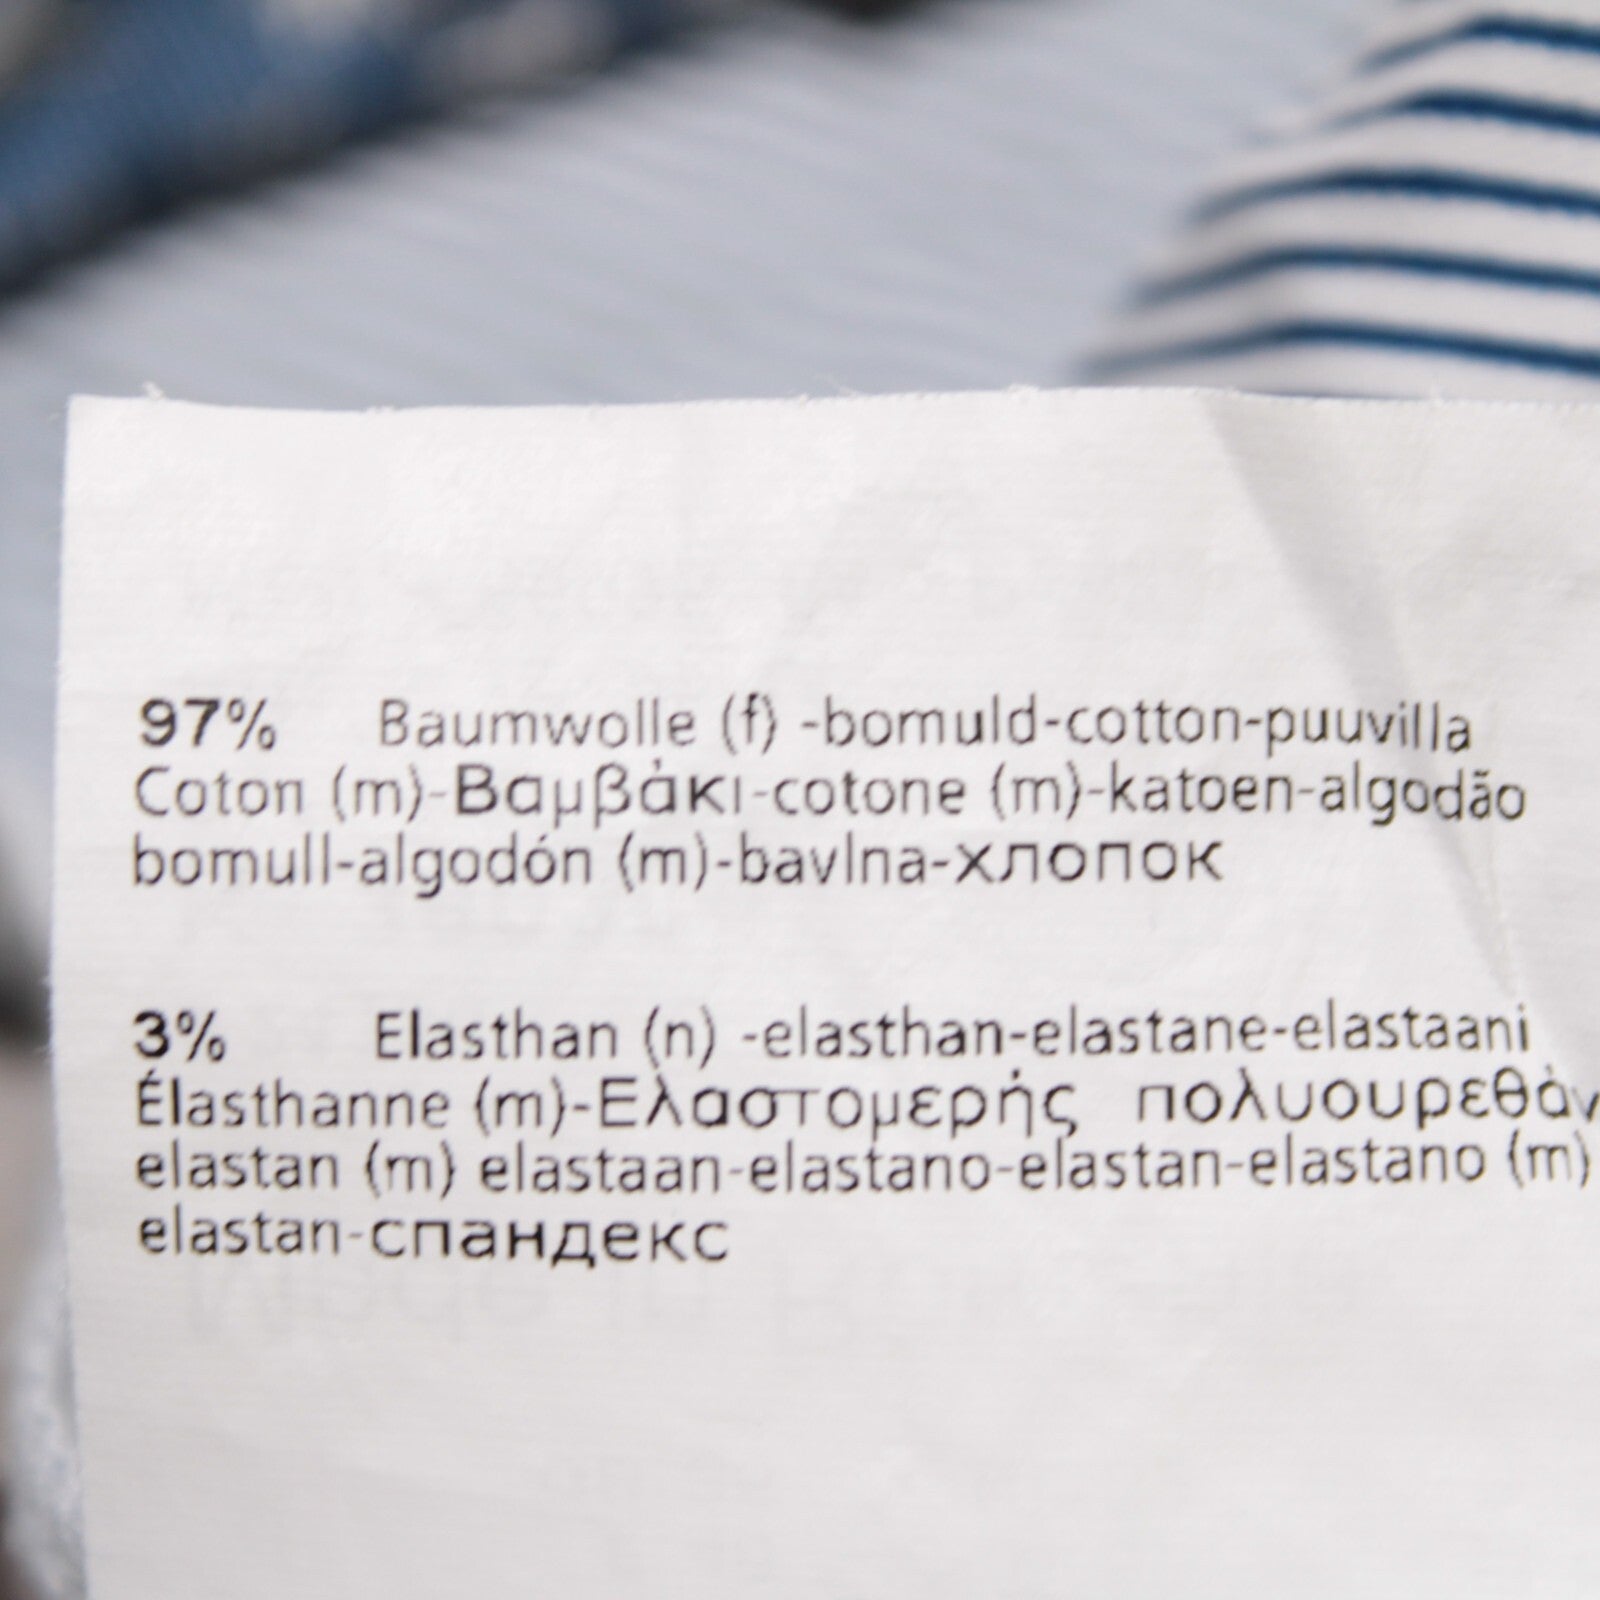 97% Baumwolle (f) -bomuld-cotton-puuvilla
Coton (m)-Βαμβάκι-cotone (m)-katoen-algodão
bomull-algodón (m)-bavlna-хлопок
3% Elasthan (n) -elasthan-elastane-elastaani
Élasthanne (m)-Ελαστομερής πολυουρεθάν
elastan (m) elastaan-elastano-elastan-elastano (m)
elastan-спандекс